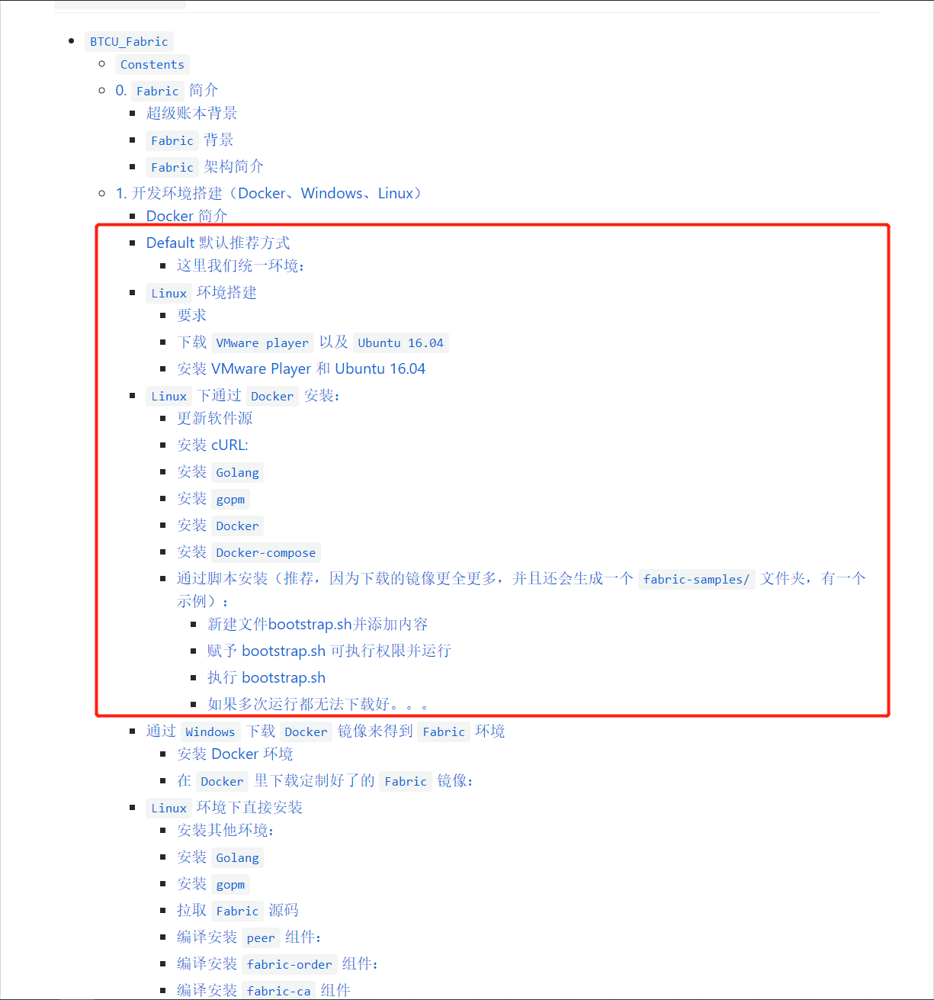 BTCU_Fabric
Constents
0. Fabric 简介
超级账本背景
Fabric 背景
Fabric 架构简介
1. 开发环境搭建（Docker、Windows、Linux）
Docker 简介
Default 默认推荐方式
这里我们统一环境：
Linux 环境搭建
要求
下载 VMware player 以及 Ubuntu 16.04
安装 VMware Player 和 Ubuntu 16.04
Linux 下通过 Docker 安装：
更新软件源
安装 cURL:
安装 Golang
安装 gopm
安装 Docker
安装 Docker-compose
通过脚本安装（推荐，因为下载的镜像更全更多，并且还会生成一个 fabric-samples/ 文件夹，有一个
示例）：
新建文件bootstrap.sh并添加内容
赋予 bootstrap.sh 可执行权限并运行
执行 bootstrap.sh
如果多次运行都无法下载好。。。
通过 Windows 下载 Docker 镜像来得到 Fabric 环境
安装 Docker 环境
在 Docker 里下载定制好了的 Fabric 镜像：
Linux 环境下直接安装
安装其他环境：
安装 Golang
安装 gopm
拉取 Fabric 源码
编译安装 peer 组件：
编译安装 fabric-order 组件：
编译安装 fabric-ca 组件